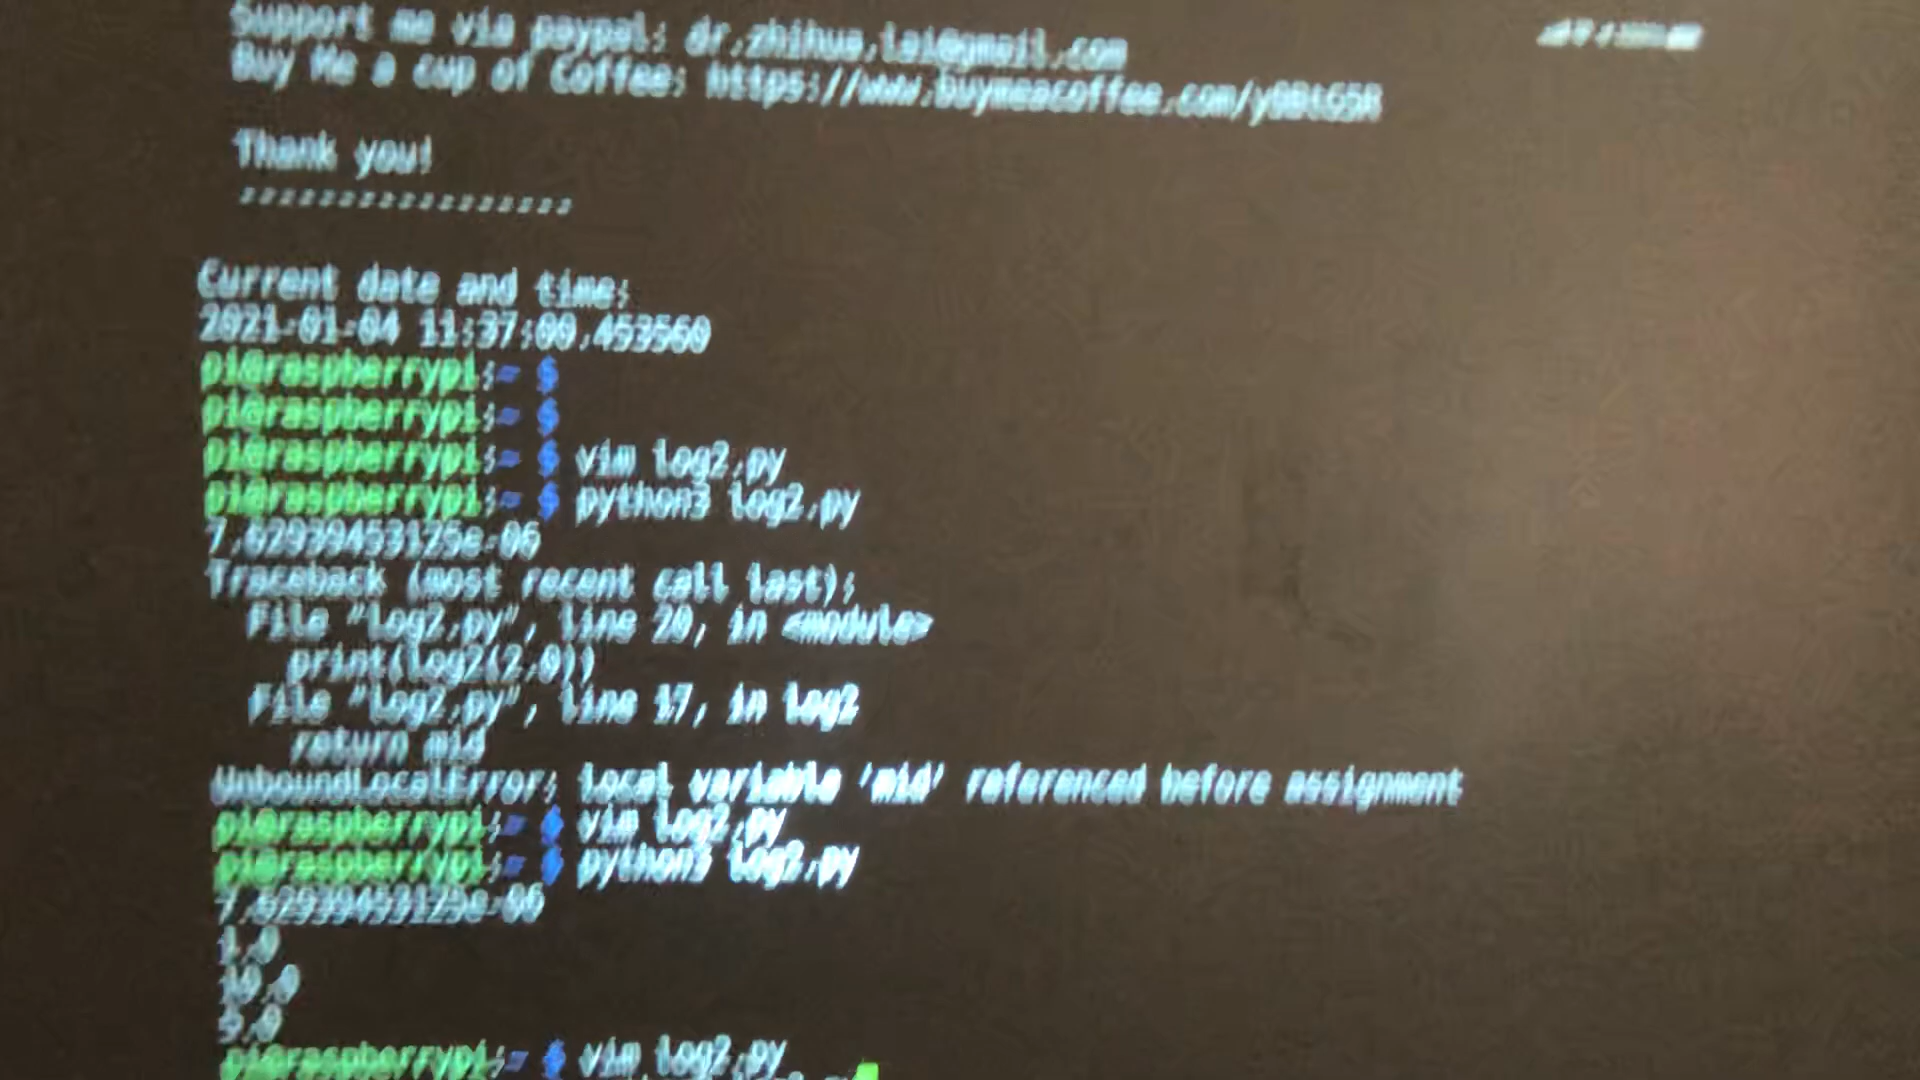 Support me via paypal: dr.zhihua.lai@gmail.com
Buy Me a cup of Coffee: https://www.buymeacoffee.com/y0BtG5R
Thank you!
-----------------
Current date and time:
2021-01-04 11:37:00.453560
pi@raspberrypi:~ $
pi@raspberrypi:~ $
pi@raspberrypi:~ $ vim log2.py
pi@raspberrypi:~ $ python3 log2.py
7.62939453125e-06
Traceback (most recent call last):
File "log2.py", line 20, in <module>
print(log2(2.0))
File "log2.py", line 17, in log2
return mid
UnboundLocalError: local variable 'mid' referenced before assignment
pi@raspberrypi:~ $ vim log2.py
pi@raspberrypi:~ $ python3 log2.py
7.62939453125e-06
1.0
10.0
5.0
pi@raspberrypi:~ $ vim log2.py